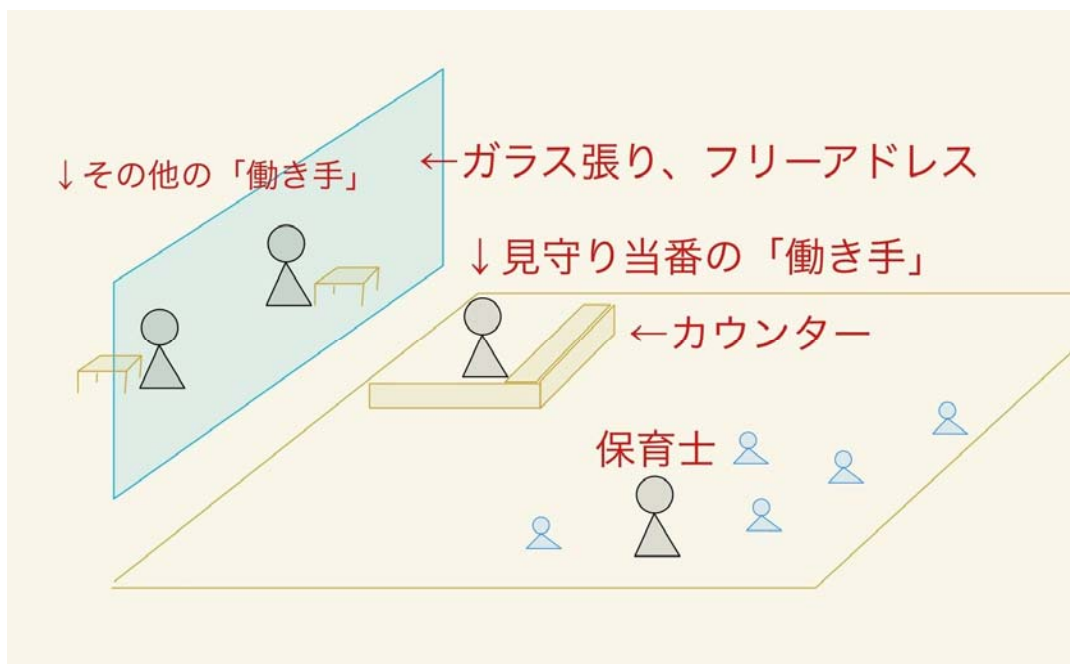 ←ガラス張り、フリーアドレス
↓その他の「働き手」
↓見守り当番の「働き手」
←カウンター
保育士